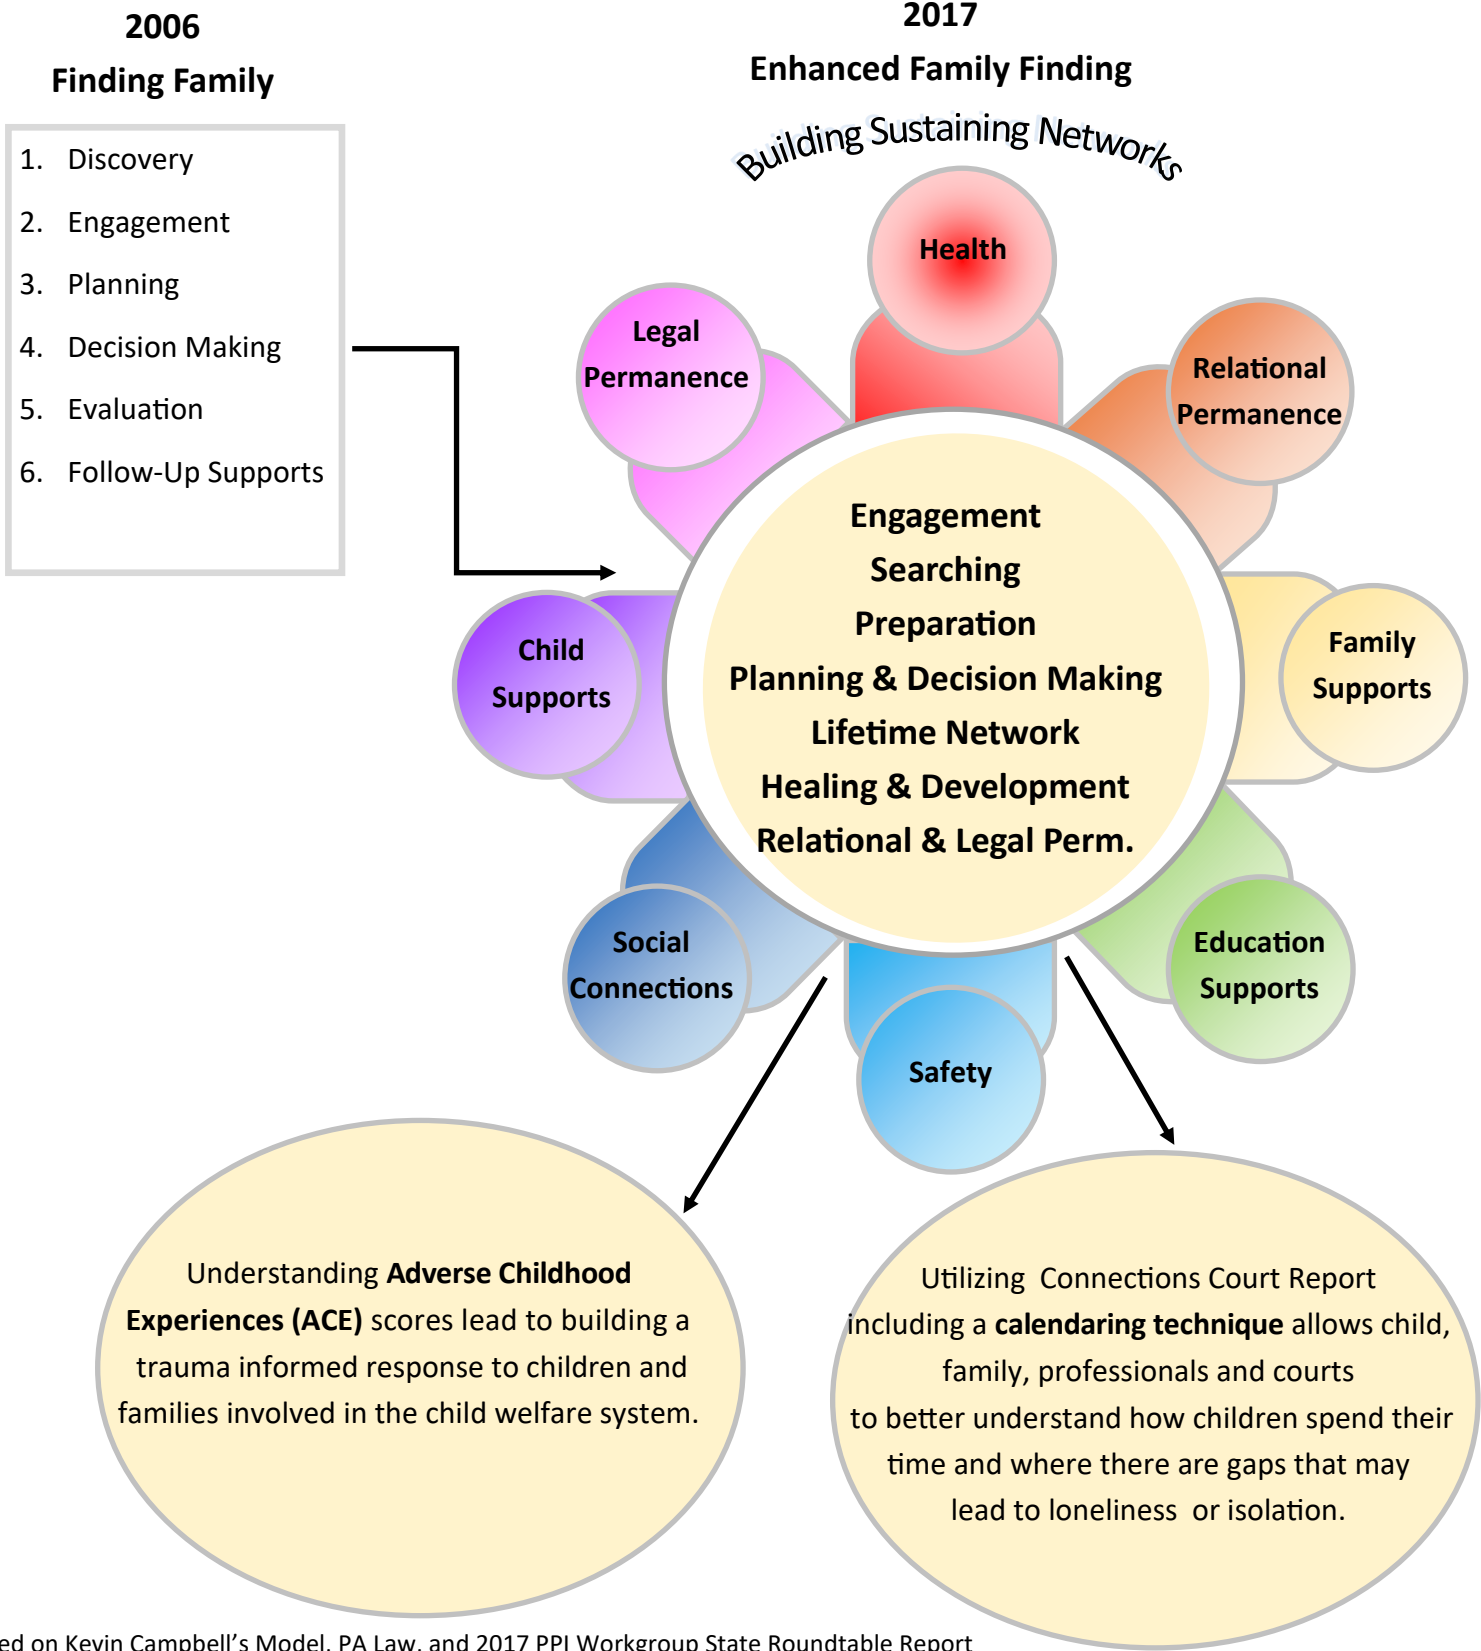 2006
Finding Family
1. Discovery
2. Engagement
3. Planning
4. Decision Making
5. Evaluation
6. Follow-Up Supports
2017
Enhanced Family Finding
Building Sustaining Networks
Health
Legal
Permanence
Relational
Permanence
Child
Supports
Family
Supports
Engagement
Searching
Preparation
Planning & Decision Making
Lifetime Network
Healing & Development
Relational & Legal Perm.
Social
Connections
Education
Supports
Safety
Understanding Adverse Childhood
Experiences (ACE) scores lead to building a
trauma informed response to children and
families involved in the child welfare system.
Utilizing Connections Court Report
including a calendaring technique allows child,
family, professionals and courts
to better understand how children spend their
time and where there are gaps that may
lead to loneliness or isolation.
on Kevin Campbell's Model, PA Law, and 2017 PPI Workgroup State Roundtable Report